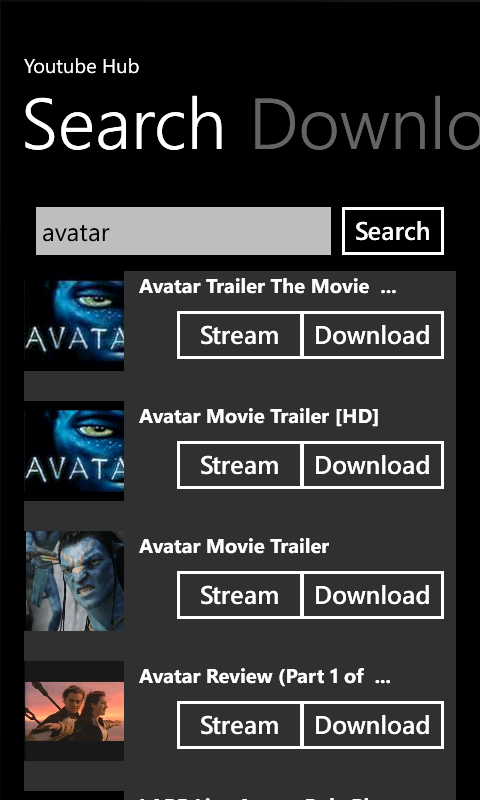 Youtube Hub
Search Downlo
avatar Search
Avatar Trailer The Movie ...
AVATA
Stream Download
Avatar Movie Trailer [HD]
AVATA
Stream Download
Avatar Movie Trailer
Stream Download
Avatar Review (Part 1 of ...
Stream Download